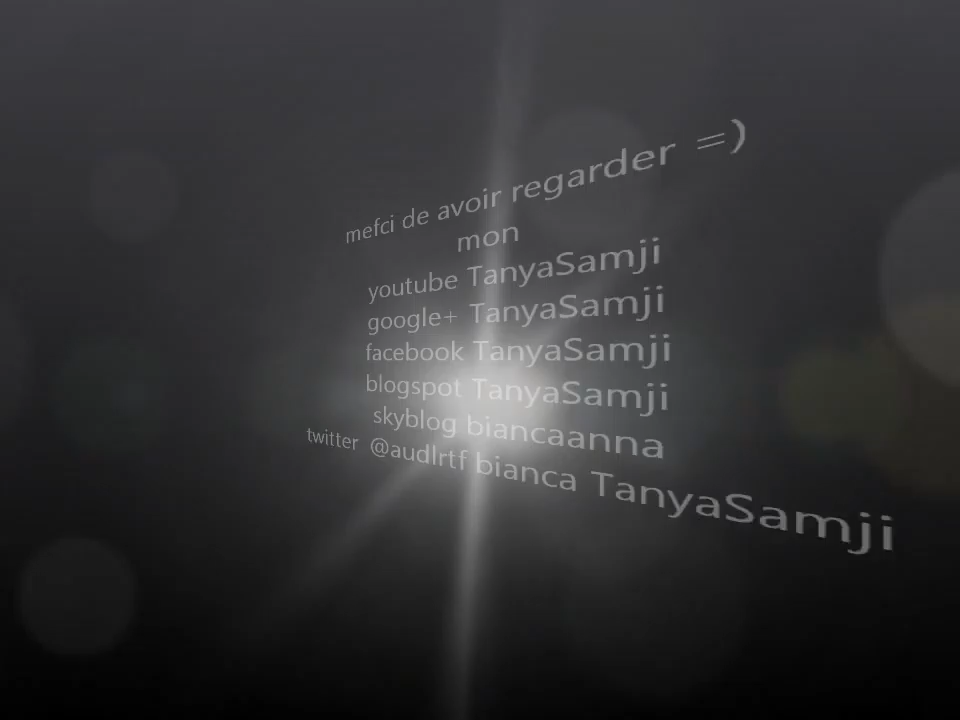 mefci de avoir regarder =)
mon
youtube TanyaSamji
google+ TanyaSamji
facebook TanyaSamji
blogspot TanyaSamji
skyblog biancaanna
twitter @audlrtf bianca TanyaSamji